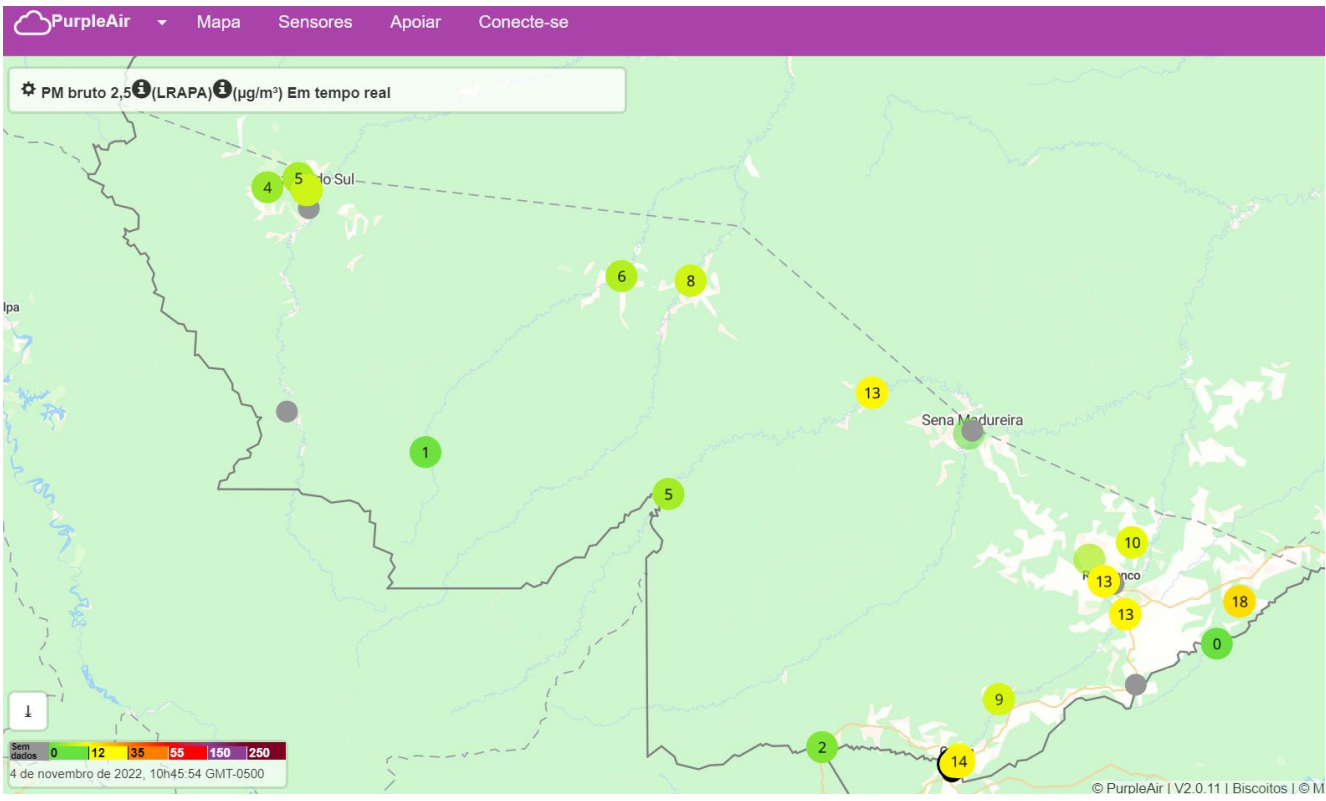 PurpleAir Mapa Sensores Apoiar Conecte-se
PM bruto 2,5 (LRAPA) (µg/m³) Em tempo real
4
5
do Sul
6
8
lpa
13
Sena Madureira
1
5
10
13
nco
18
13
0
9
2
14
Sem dados 0 12 35 55 150 250
4 de novembro de 2022, 10h45:54 GMT-0500
© PurpleAir | V2.0.11 | Biscoitos | © M